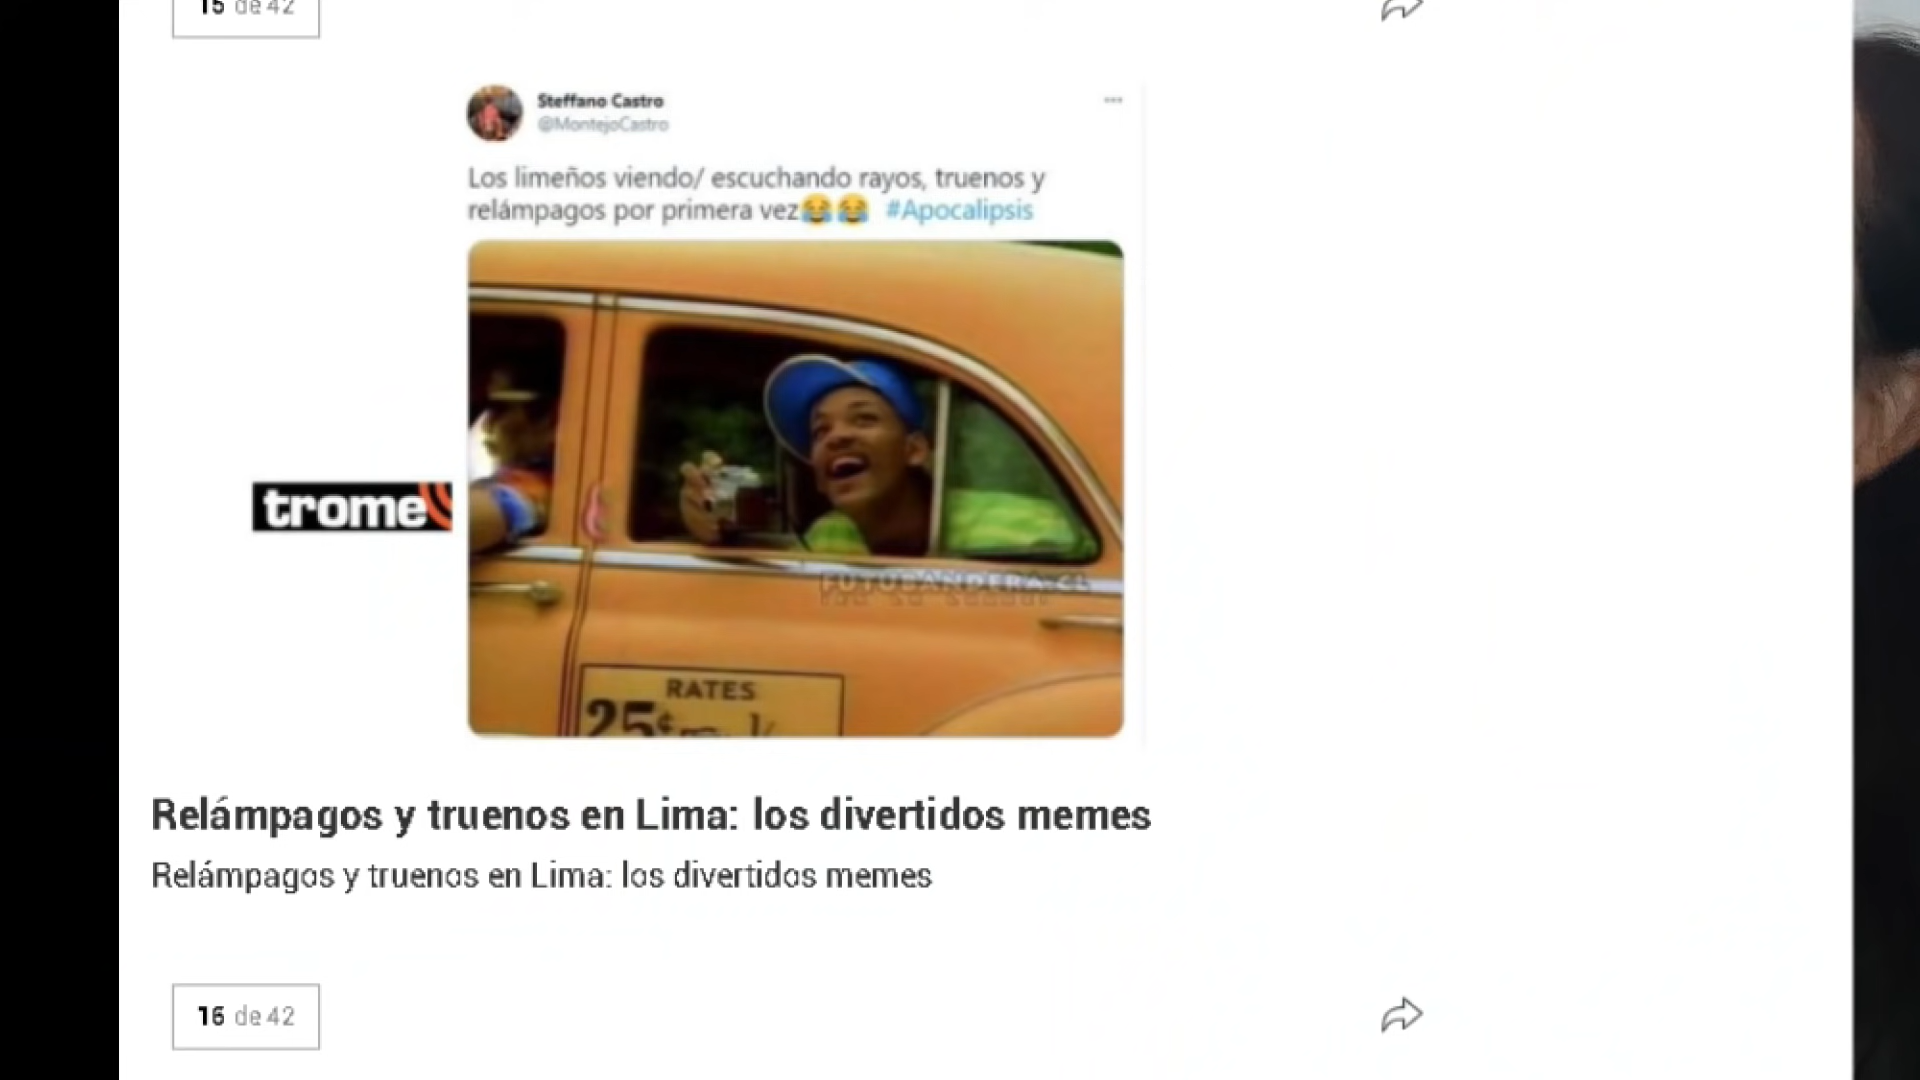 15 de 42
Steffano Castro
@MontejoCastro
Los limeños viendo/ escuchando rayos, truenos y
relámpagos por primera vez😂😂 #Apocalipsis
trome
RATES
25¢
Relámpagos y truenos en Lima: los divertidos memes
Relámpagos y truenos en Lima: los divertidos memes
16 de 42